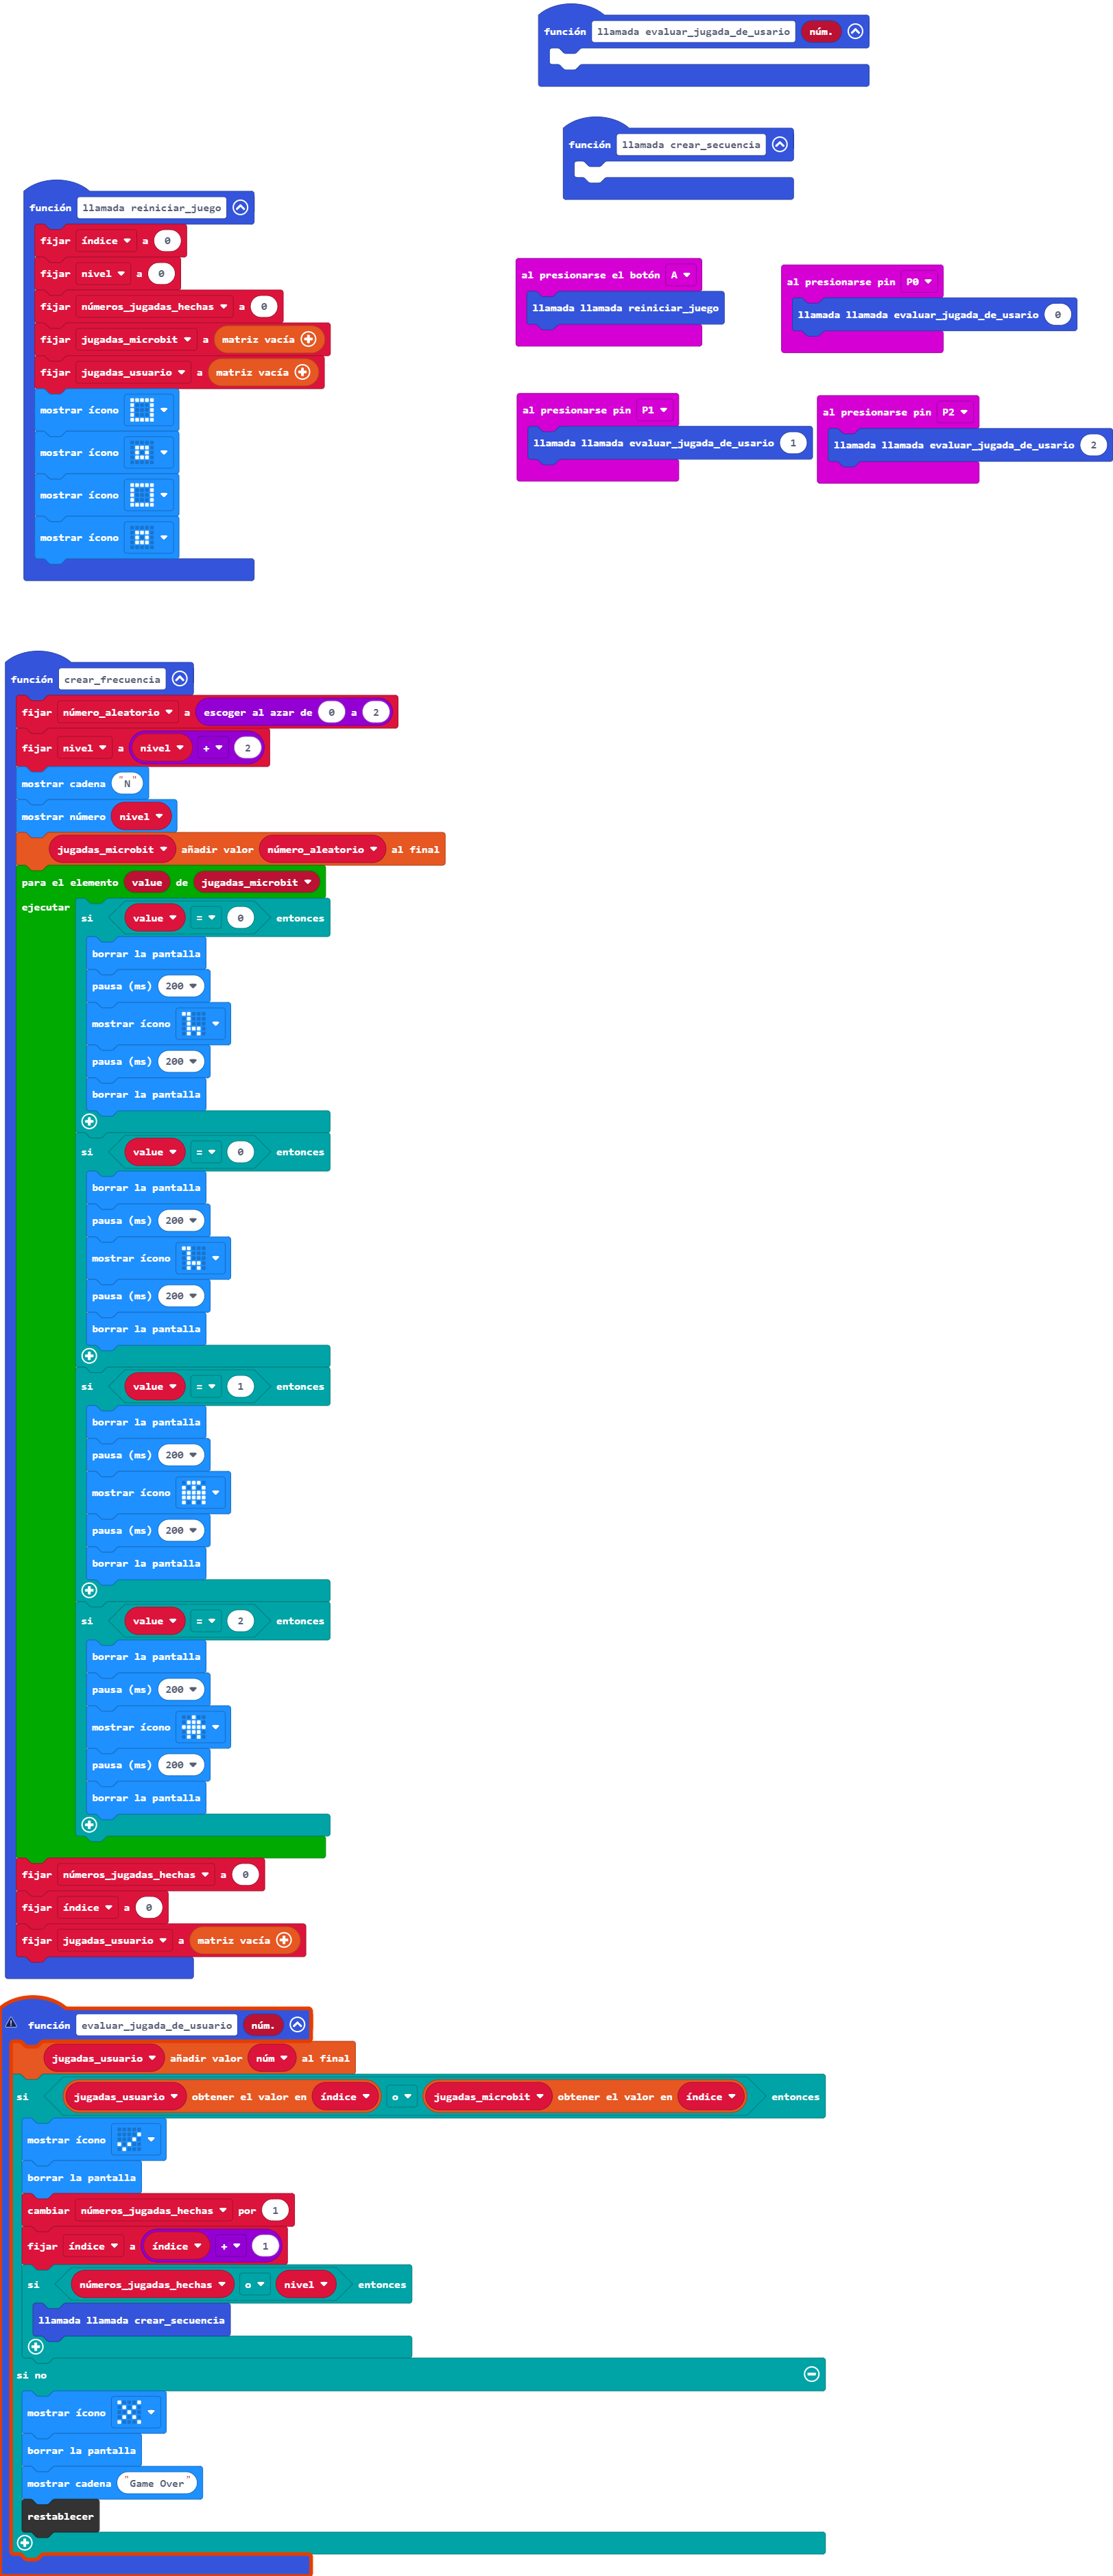 función llamada evaluar_jugada_de_usario núm.
función llamada crear_secuencia
función llamada reiniciar_juego
fijar índice a 0
fijar nivel a 0
fijar números_jugadas_hechas a 0
fijar jugadas_microbit a matriz vacía
fijar jugadas_usuario a matriz vacía
mostrar ícono
mostrar ícono
mostrar ícono
mostrar ícono
al presionarse el botón A
llamada llamada reiniciar_juego
al presionarse pin P0
llamada llamada evaluar_jugada_de_usario 0
al presionarse pin P1
llamada llamada evaluar_jugada_de_usario 1
al presionarse pin P2
llamada llamada evaluar_jugada_de_usario 2
función crear_frecuencia
fijar número_aleatorio a escoger al azar de 0 a 2
fijar nivel a nivel + 2
mostrar cadena "N"
mostrar número nivel
jugadas_microbit añadir valor número_aleatorio al final
para el elemento value de jugadas_microbit
ejecutar
si value = 0 entonces
borrar la pantalla
pausa (ms) 200
mostrar ícono
pausa (ms) 200
borrar la pantalla
si value = 0 entonces
borrar la pantalla
pausa (ms) 200
mostrar ícono
pausa (ms) 200
borrar la pantalla
si value = 1 entonces
borrar la pantalla
pausa (ms) 200
mostrar ícono
pausa (ms) 200
borrar la pantalla
si value = 2 entonces
borrar la pantalla
pausa (ms) 200
mostrar ícono
pausa (ms) 200
borrar la pantalla
fijar números_jugadas_hechas a 0
fijar índice a 0
fijar jugadas_usuario a matriz vacía
función evaluar_jugada_de_usuario núm.
jugadas_usuario añadir valor núm al final
si jugadas_usuario obtener el valor en índice o jugadas_microbit obtener el valor en índice entonces
mostrar ícono
borrar la pantalla
cambiar números_jugadas_hechas por 1
fijar índice a índice + 1
si números_jugadas_hechas o nivel entonces
llamada llamada crear_secuencia
si no
mostrar ícono
borrar la pantalla
mostrar cadena "Game Over"
restablecer